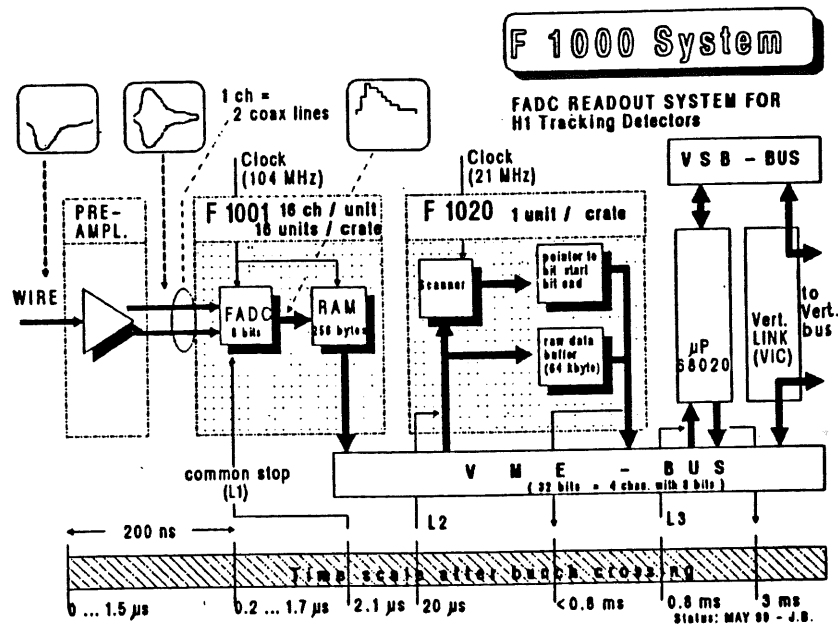 F 1000 System
FADC READOUT SYSTEM FOR
H1 Tracking Detectors
1 ch =
2 coax lines
Clock
(104 MHz)
Clock
(21 MHz)
VSB - BUS
PRE-
AMPL.
F 1001 16 ch / unit
16 units / crate
F 1020 1 unit / crate
WIRE
FADC
8 bits
RAM
256 bytes
Scanner
pointer to
bit start
bit end
raw data
buffer
(64 kbyte)
µP
68020
Vert.
LINK
(VIC)
to
Vert.
bus
common stop
(L1)
VME - BUS
( 32 bits = 4 chan. with 8 bits )
200 ns
L2
L3
Time scale after bunch crossing
0 ... 1.5 µs
0.2 ... 1.7 µs
2.1 µs
20 µs
<0.8 ms
0.8 ms
3 ms
Status: MAY 89 - J.B.